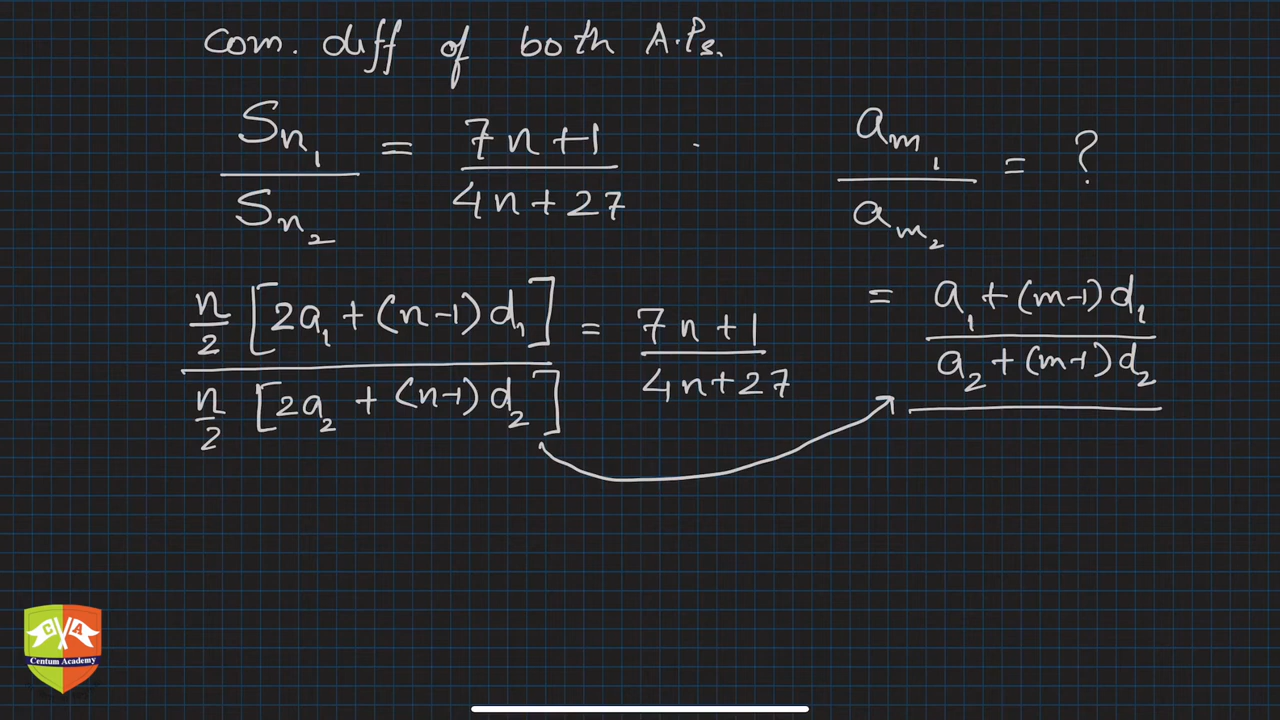 com. diff of both A.Ps.
Sn₁ / Sn₂ = 7n+1 / 4n+27
am₁ / am₂ = ?
n/2 [2a₁ + (n-1) d₁] / n/2 [2a₂ + (n-1) d₂] = 7n+1 / 4n+27
= a₁ + (m-1) d₁ / a₂ + (m-1) d₂
C A
Centum Academy